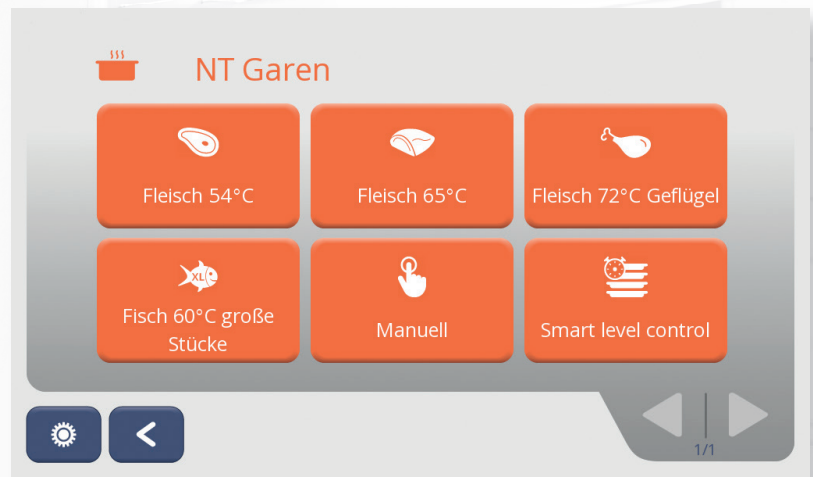 NT Garen
Fleisch 54°C
Fleisch 65°C
Fleisch 72°C Geflügel
XL
Fisch 60°C große
Stücke
Manuell
Smart level control
1/1